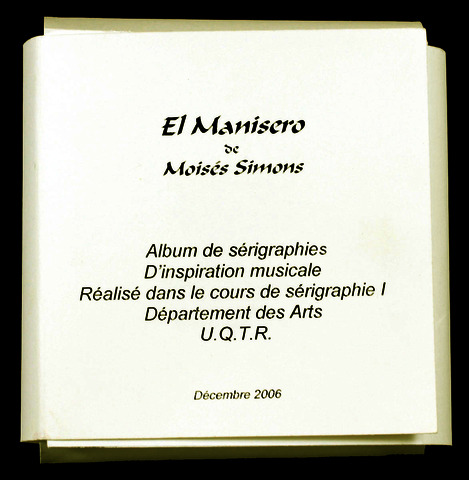 El Manisero
de
Moisés Simons
Album de sérigraphies
D'inspiration musicale
Réalisé dans le cours de sérigraphie I
Département des Arts
U.Q.T.R.
Décembre 2006